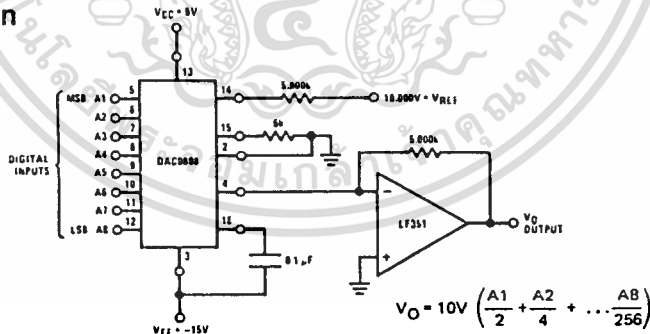 n
VCC = 5V
13
MSB A1 5
A2 6
A3 7
A4 8
A5 9
A6 10
A7 11
LSB A8 12
DIGITAL
INPUTS
DAC0808
14
5.000k
10.000V = VREF
15
5k
2
4
16
0.1 µF
3
VEE = -15V
5.000k
LF351
-
+
VO
OUTPUT
VO = 10V (A1/2 + A2/4 + ... A8/256)